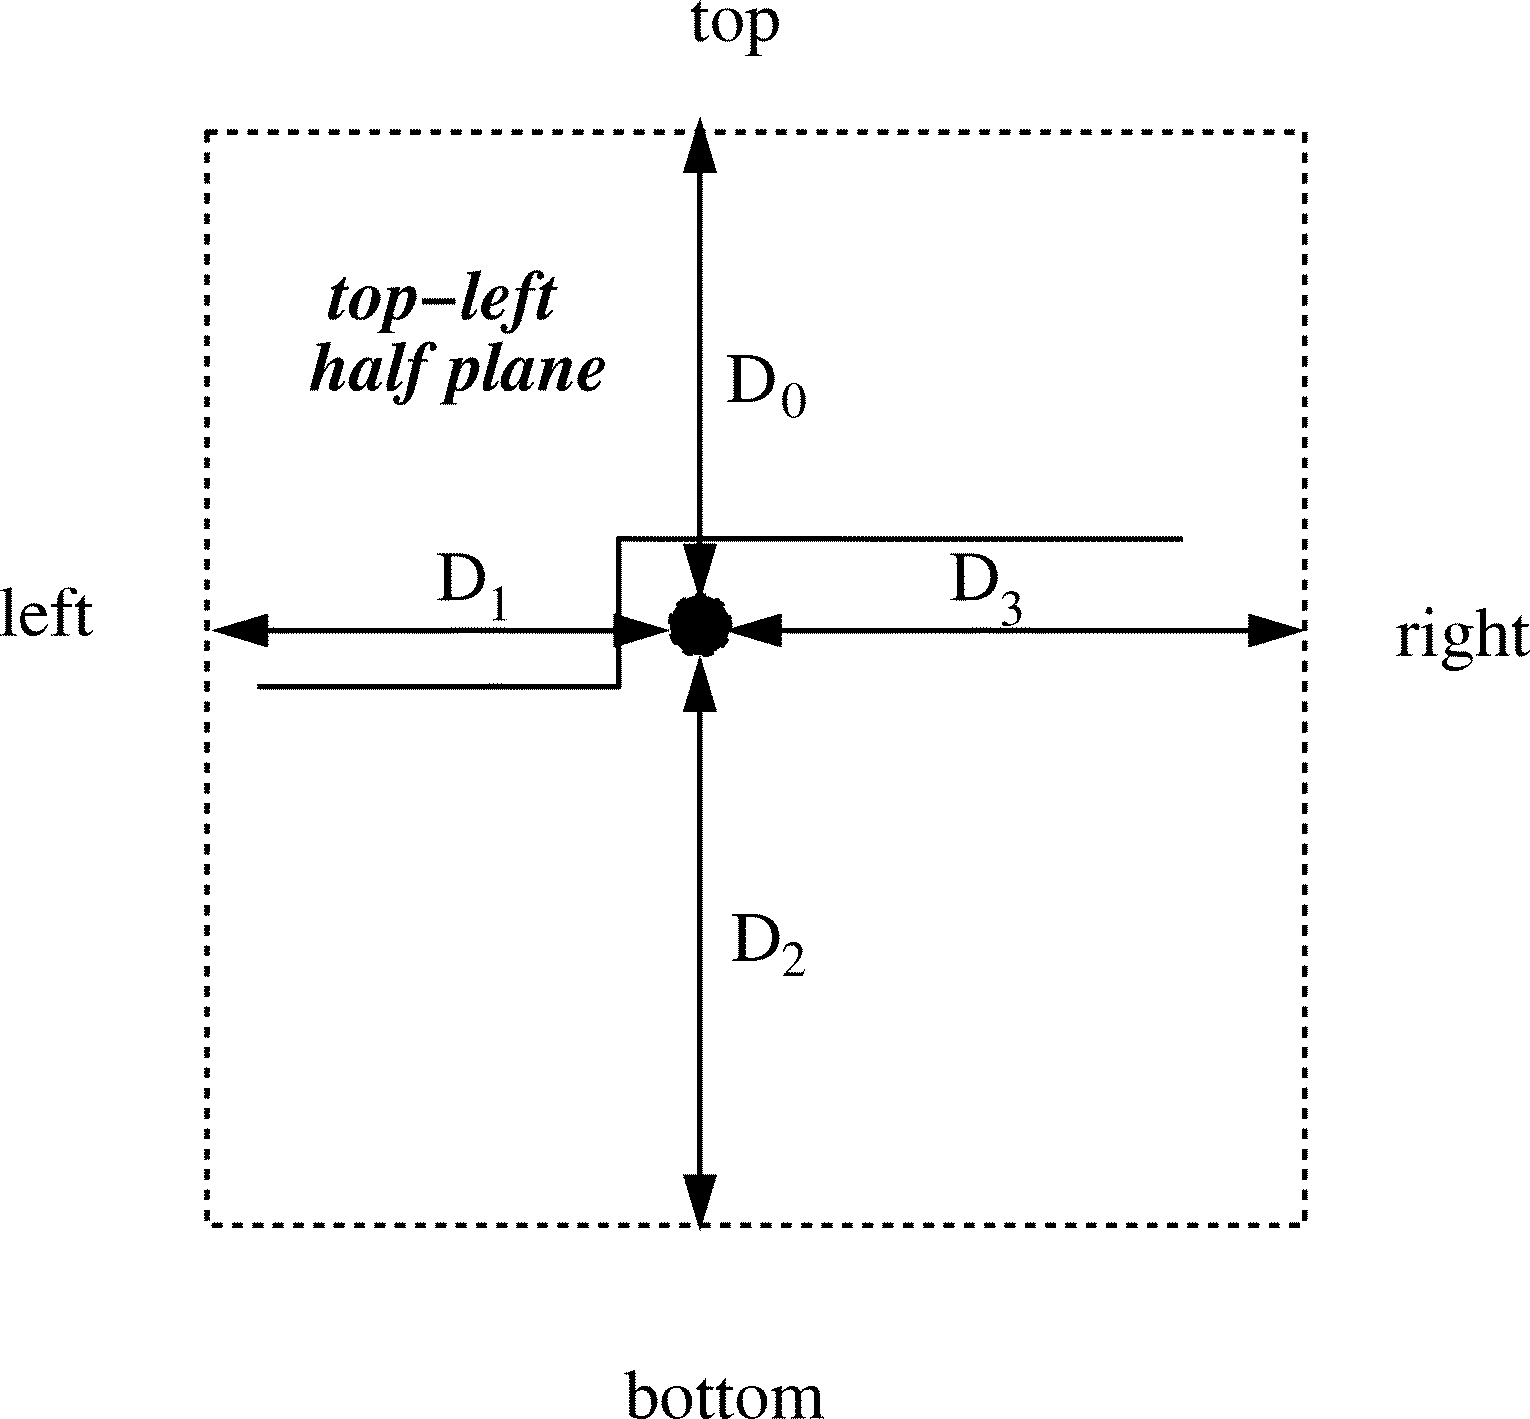 top
top-left
half plane
D0
D1
D3
left
right
D2
bottom